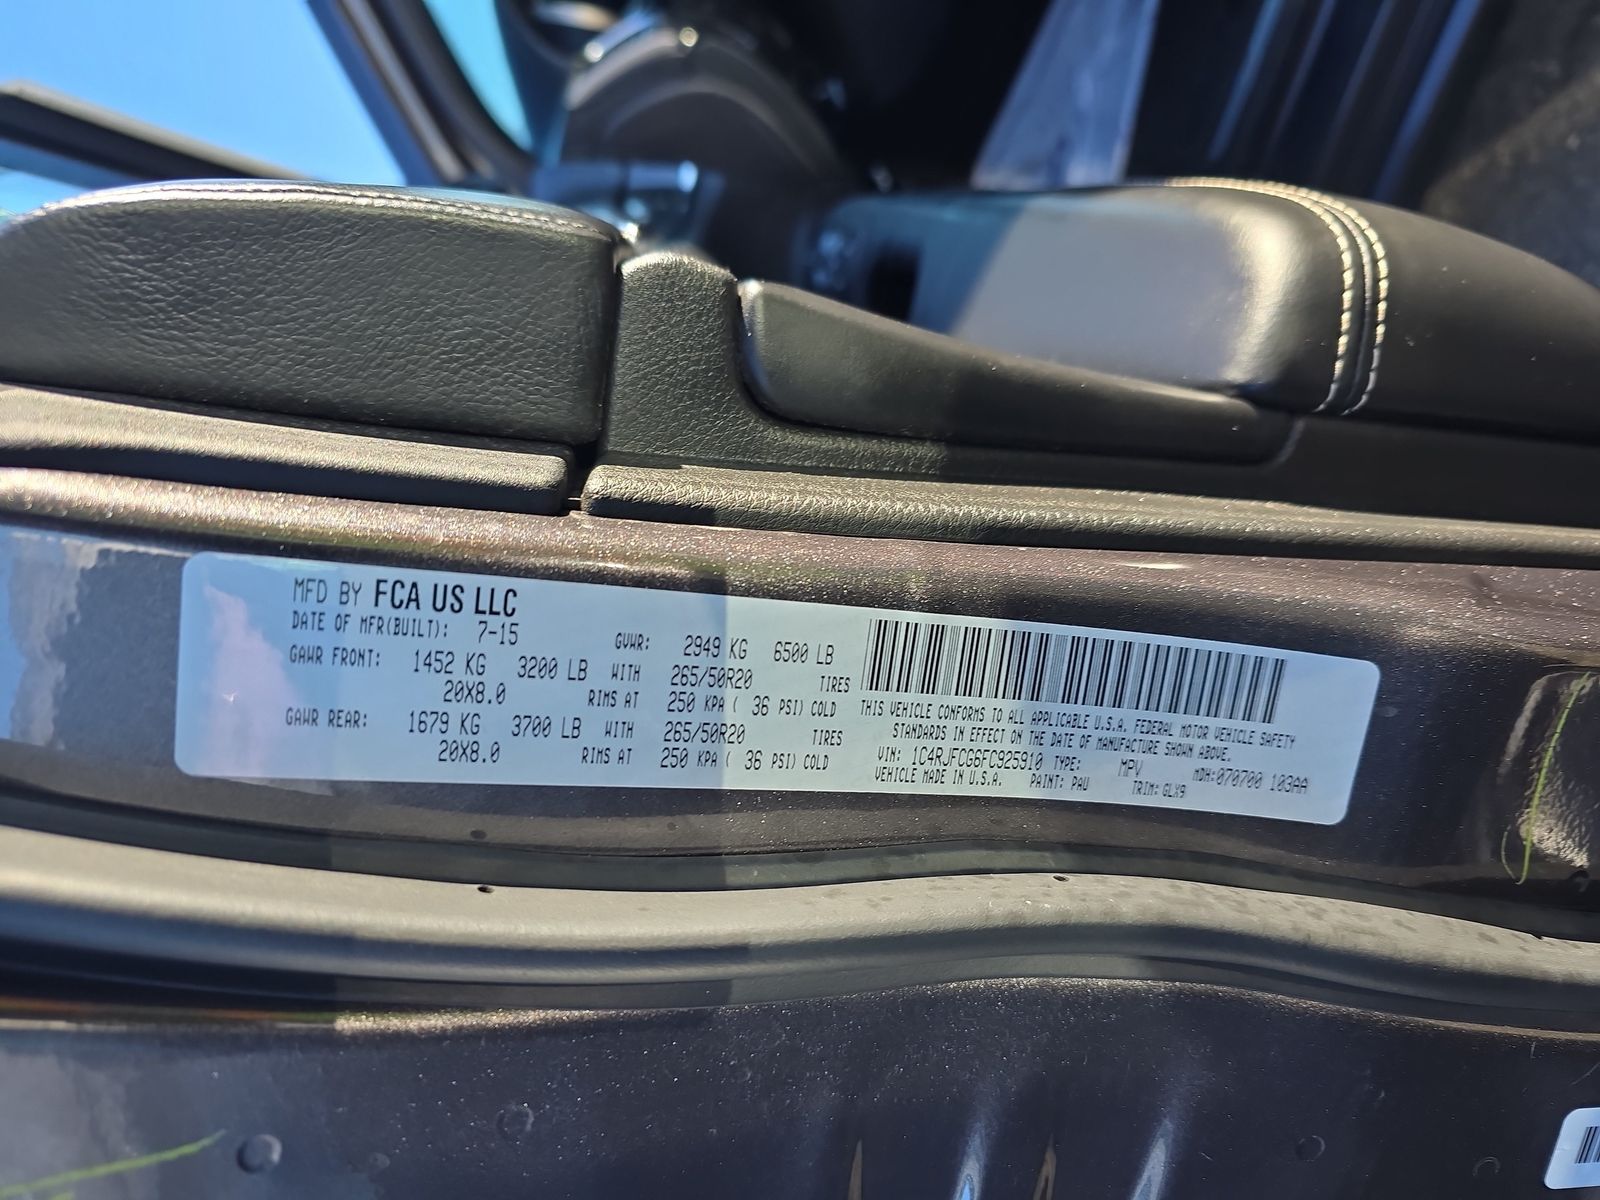 MFD BY FCA US LLC
DATE OF MFR(BUILT): 7-15 GVWR: 2949 KG 6500 LB
GAWR FRONT: 1452 KG 3200 LB WITH 265/50R20 TIRES
20X8.0 RIMS AT 250 KPA ( 36 PSI) COLD
GAWR REAR: 1679 KG 3700 LB WITH 265/50R20 TIRES
20X8.0 RIMS AT 250 KPA ( 36 PSI) COLD
THIS VEHICLE CONFORMS TO ALL APPLICABLE U.S.A. FEDERAL MOTOR VEHICLE SAFETY
STANDARDS IN EFFECT ON THE DATE OF MANUFACTURE SHOWN ABOVE.
VIN: 1C4RJFCG6FC925910 TYPE: MPV MDH:070700 103AA
VEHICLE MADE IN U.S.A. PAINT: PAU TRIM: GLX9